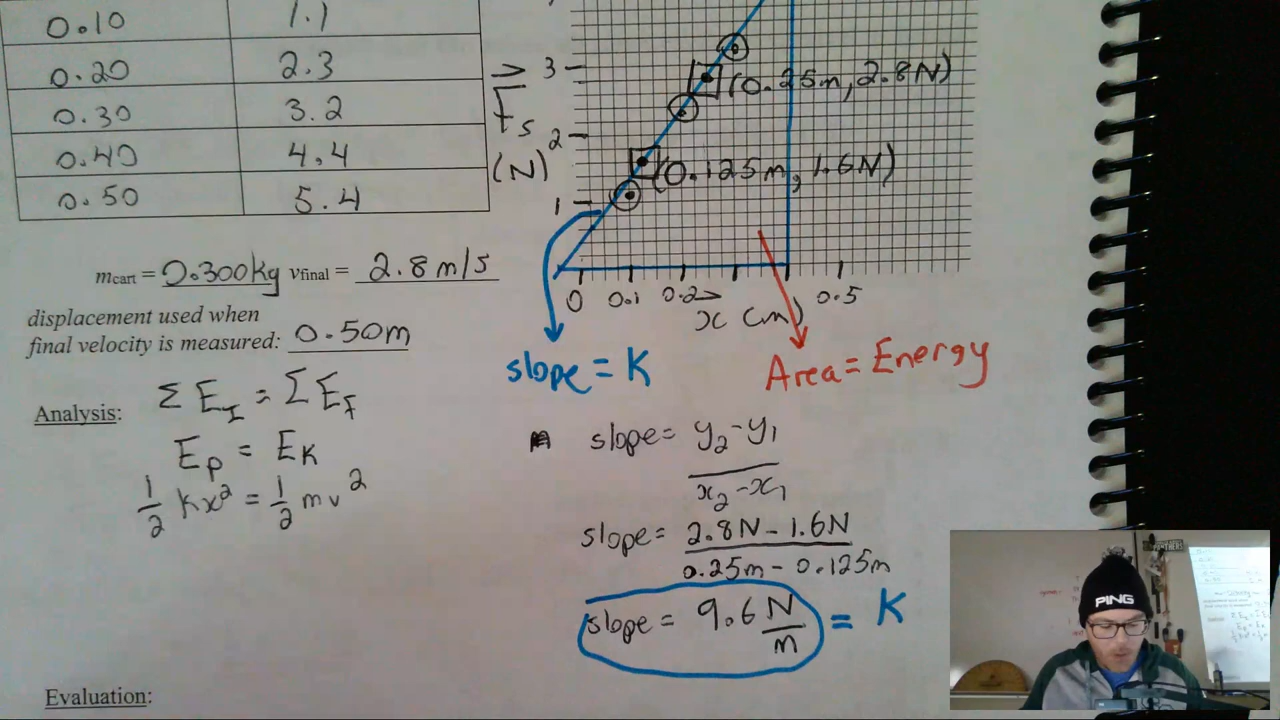 0.10 1.1
0.20 2.3
0.30 3.2
0.40 4.4
0.50 5.4
mcart = 0.300kg vfinal = 2.8 m/s
displacement used when
final velocity is measured: 0.50m
Analysis:
Σ E_I = Σ E_F
E_P = E_K
1/2 Kx² = 1/2 mv²
Evaluation:
3
2
1
F_s
(N)
(0.25m, 2.8N)
(0.125m, 1.6N)
0 0.1 0.2 0.5
x (m)
slope = K
Area = Energy
slope = y₂-y₁
x₂-x₁
slope = 2.8N - 1.6N
0.25m - 0.125m
slope = 9.6 N/m = K
PING